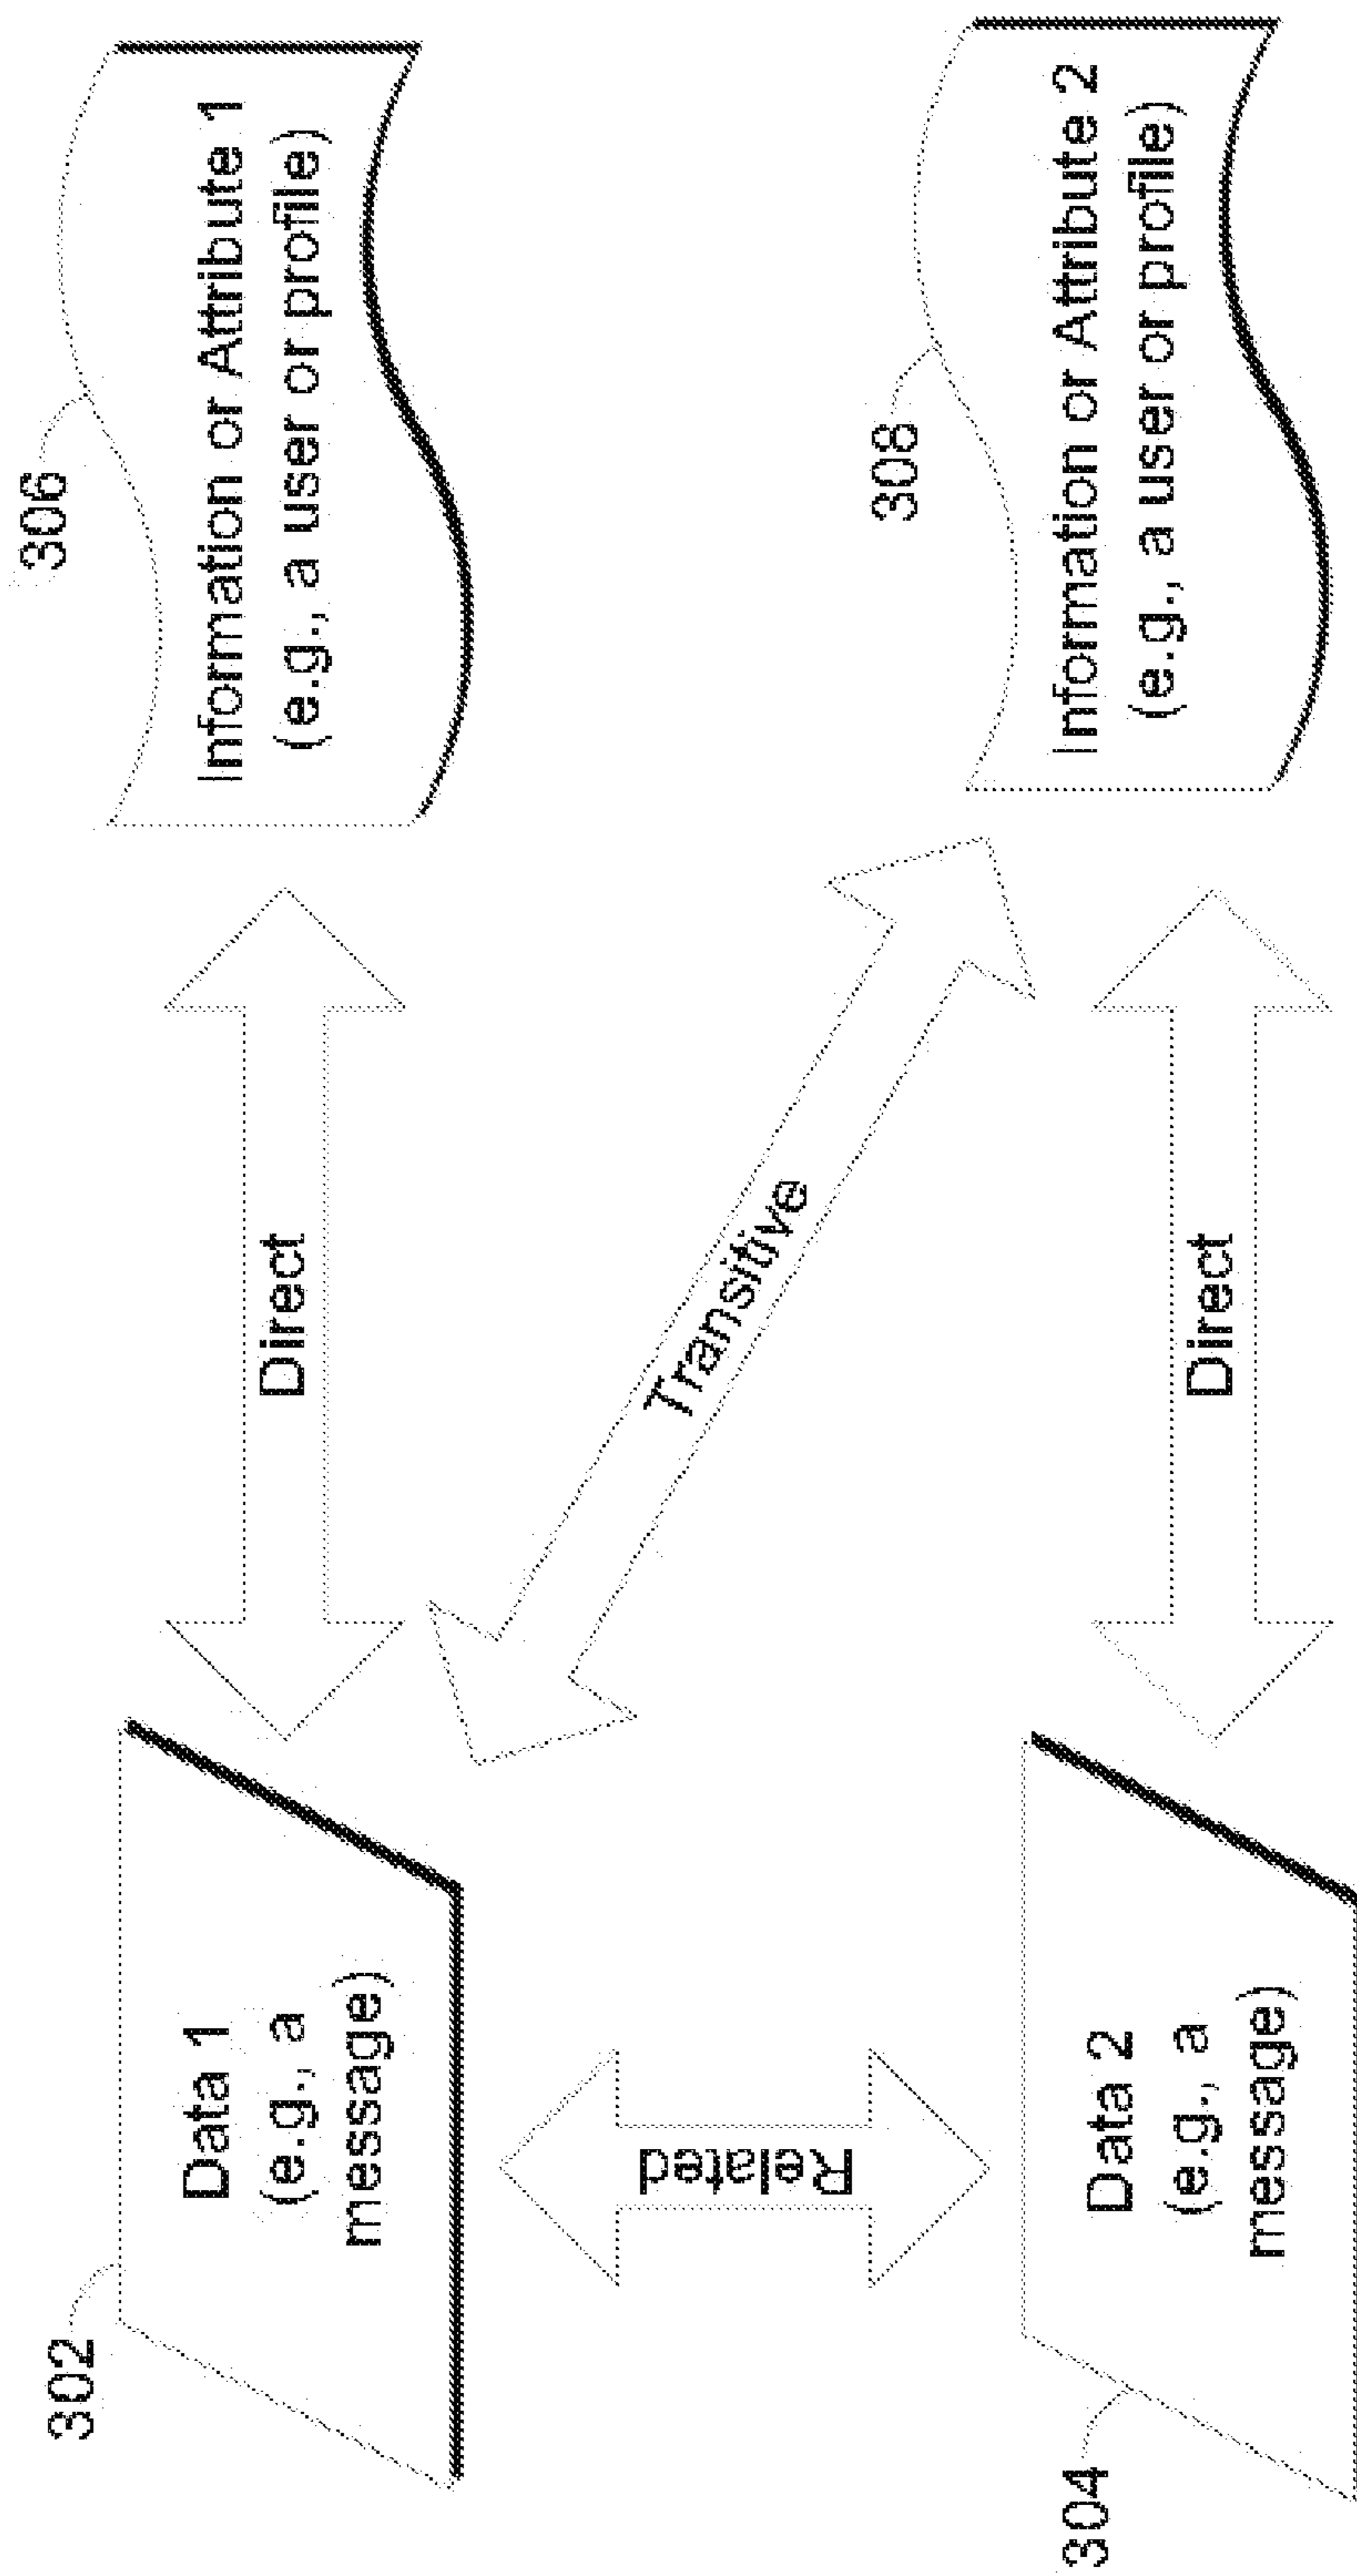 302
Data 1
(e.g., a
message)
Direct
306
Information or Attribute 1
(e.g., a user or profile)
Related
Transitive
304
Data 2
(e.g., a
message)
Direct
308
Information or Attribute 2
(e.g., a user or profile)